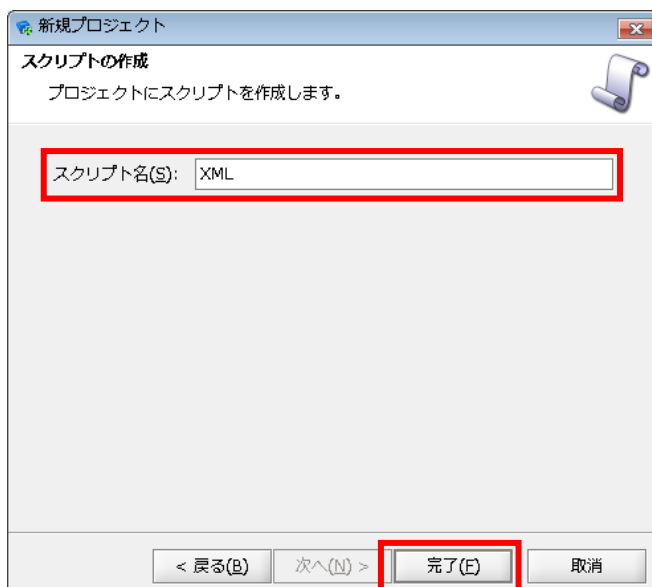 新規プロジェクト
スクリプトの作成
プロジェクトにスクリプトを作成します。
スクリプト名(S): XML
< 戻る(B) 次へ(N) > 完了(F) 取消